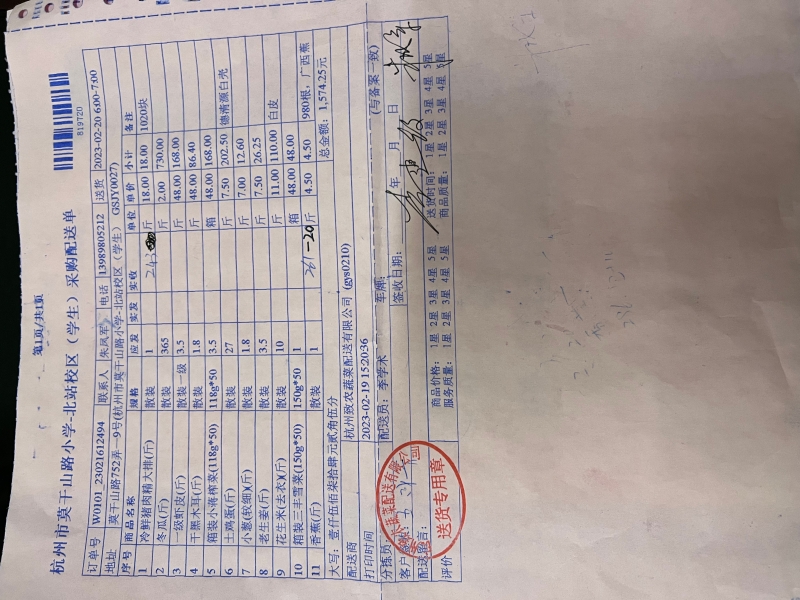 第1页/共1页
杭州市莫干山路小学-北站校区（学生）采购配送单
819720
订单号 W0101_23021612494 联系人 朱凤军 电话 13989805212 送货 2023-02-20 6:00-7:00
地址 莫干山路752弄一9号(杭州市莫干山路小学-北站校区（学生） GSJY0027)
序号 商品名称 规格 应发 实发 实收 单位 单价 小计 备注
1 冷鲜猪肉精大排(斤) 散装 1 斤 18.00 18.00 1020块
2 冬瓜(斤) 散装 365 斤 2.00 730.00
3 一级虾皮(斤) 散装一级 3.5 斤 48.00 168.00
4 干黑木耳(斤) 散装 1.8 斤 48.00 86.40
5 箱装小蒋榨菜(118g*50) 118g*50 3.5 箱 48.00 168.00
6 土鸡蛋(斤) 散装 27 斤 7.50 202.50 德清源白壳
7 小葱(较细)(斤) 散装 1.8 斤 7.00 12.60
8 老生姜(斤) 散装 3.5 斤 7.50 26.25
9 花生米(去衣)(斤) 散装 10 斤 11.00 110.00 白皮
10 箱装三丰雪菜(150g*50) 150g*50 1 箱 48.00 48.00
11 香蕉(斤) 散装 1 261-20 斤 4.50 4.50 980根，广西蕉
大写：壹仟伍佰柒拾肆元贰角伍分 总金额：1,574.25元
配送商 杭州致农蔬菜配送有限公司 (gys0210)
打印时间 2023-02-19 15:20:36
分拣员 配送员：李学术 车牌： (与备案一致)
客户签收： 签收日期： 年 月 日
配送留言：
评价 商品价格： 1星 2星 3星 4星 5星 送货时间： 1星 2星 3星 4星 5星
服务质量： 1星 2星 3星 4星 5星 商品质量： 1星 2星 3星 4星 5星
蔬菜配送有限
送货专用章